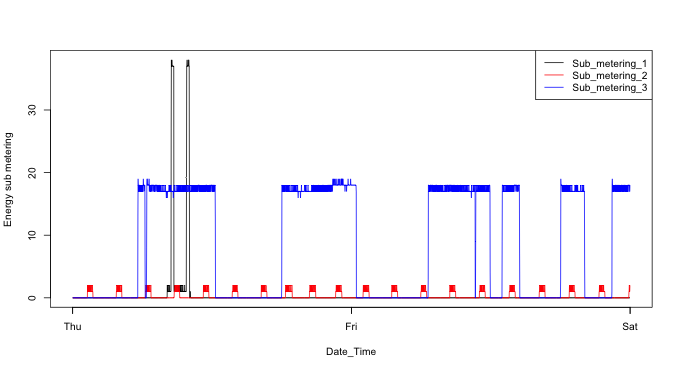 Sub_metering_1
Sub_metering_2
Sub_metering_3
Energy sub metering
30
20
10
0
Thu
Fri
Sat
Date_Time